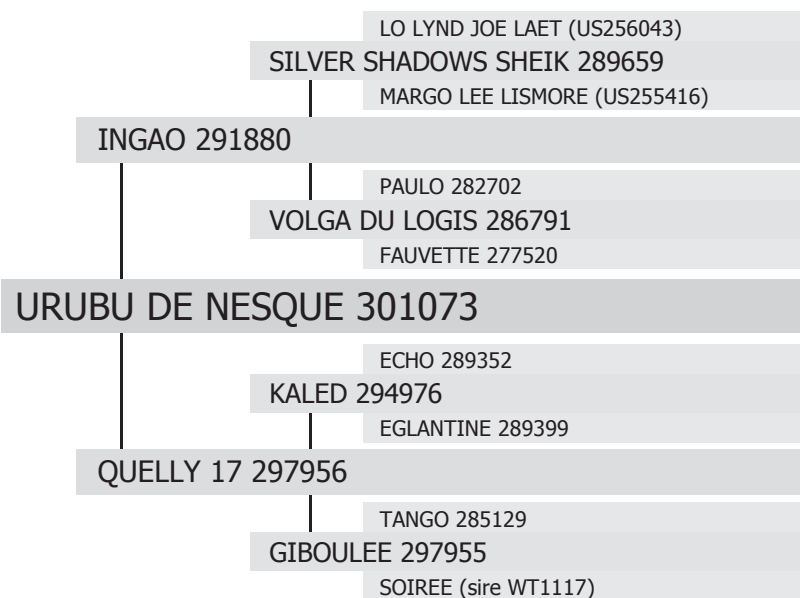 LO LYND JOE LAET (US256043)
SILVER SHADOWS SHEIK 289659
MARGO LEE LISMORE (US255416)
INGAO 291880
PAULO 282702
VOLGA DU LOGIS 286791
FAUVETTE 277520
URUBU DE NESQUE 301073
ECHO 289352
KALED 294976
EGLANTINE 289399
QUELLY 17 297956
TANGO 285129
GIBOULEE 297955
SOIREE (sire WT1117)